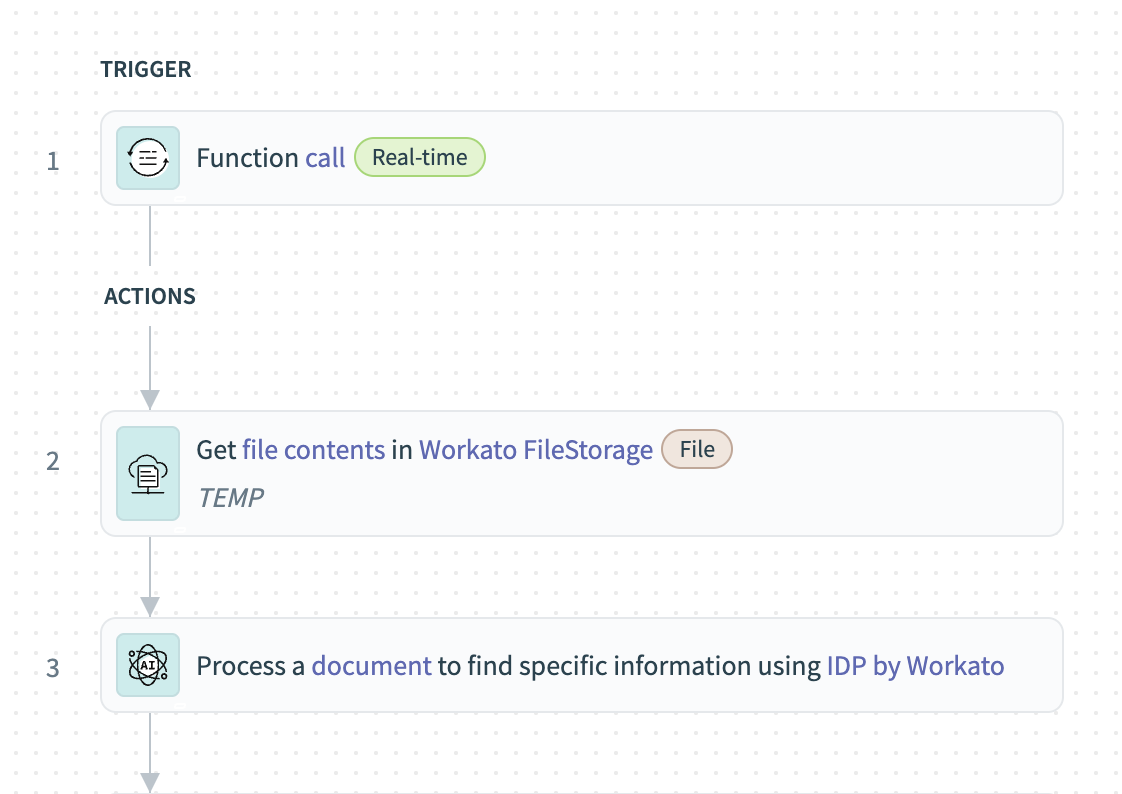 TRIGGER
1
Function call Real-time
ACTIONS
2
Get file contents in Workato FileStorage File
TEMP
3
AI
Process a document to find specific information using IDP by Workato